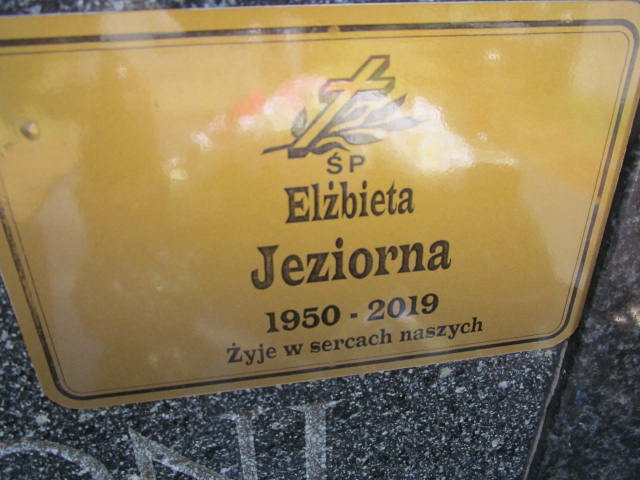 ŚP
Elżbieta
Jeziorna
1950 - 2019
Żyje w sercach naszych